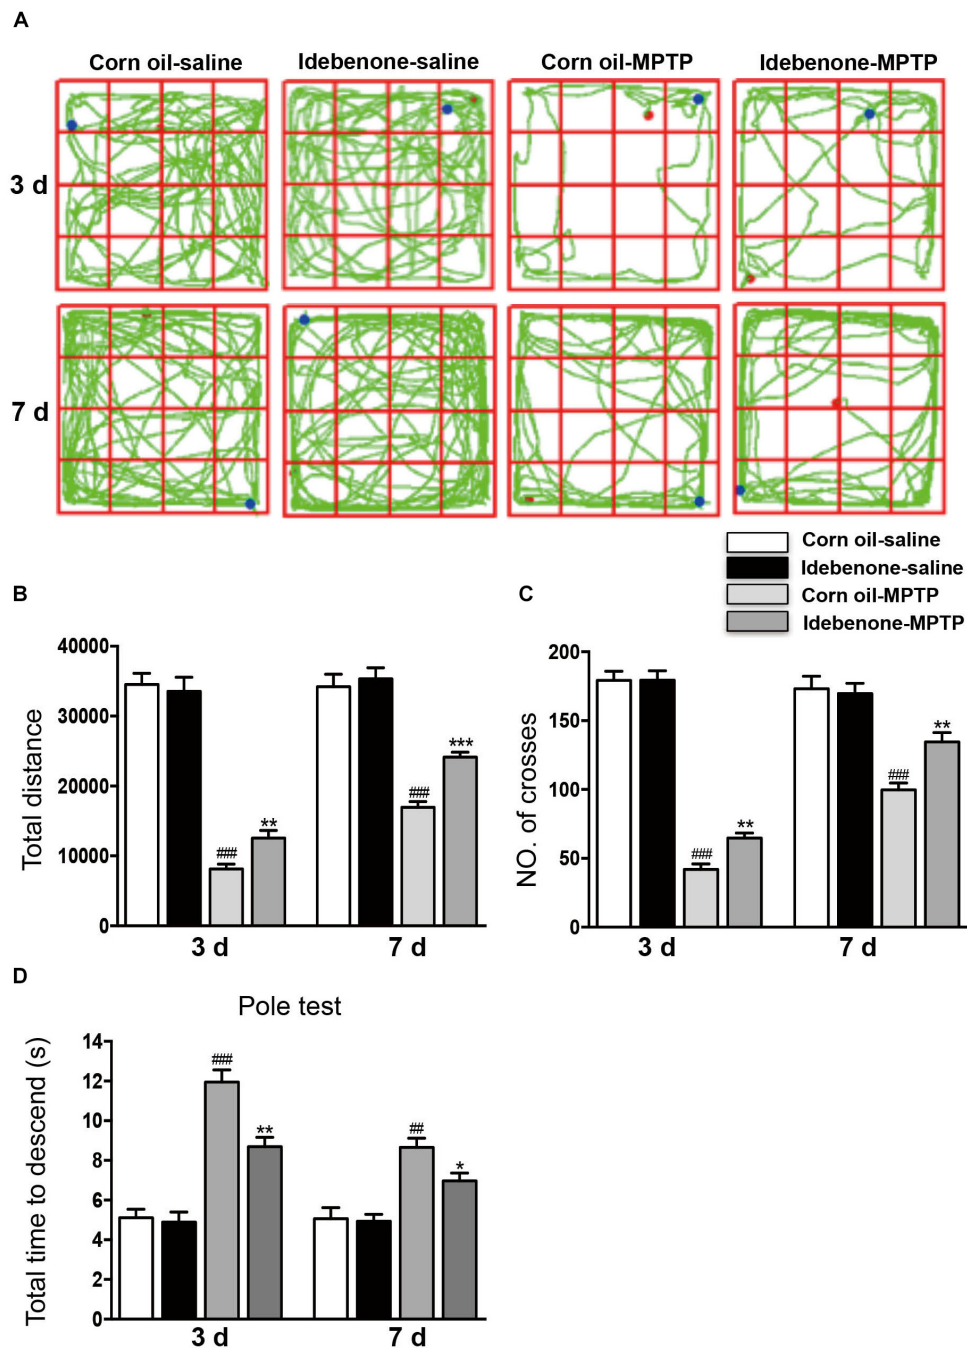 A
Corn oil-saline Idebenone-saline Corn oil-MPTP Idebenone-MPTP
3 d
7 d
Corn oil-saline
Idebenone-saline
Corn oil-MPTP
Idebenone-MPTP
B
Total distance
40000
30000
20000
10000
0
###
**
###
***
3 d 7 d
C
NO. of crosses
200
150
100
50
0
###
**
###
**
3 d 7 d
D
Pole test
Total time to descend (s)
14
12
10
8
6
4
2
0
###
**
##
*
3 d 7 d